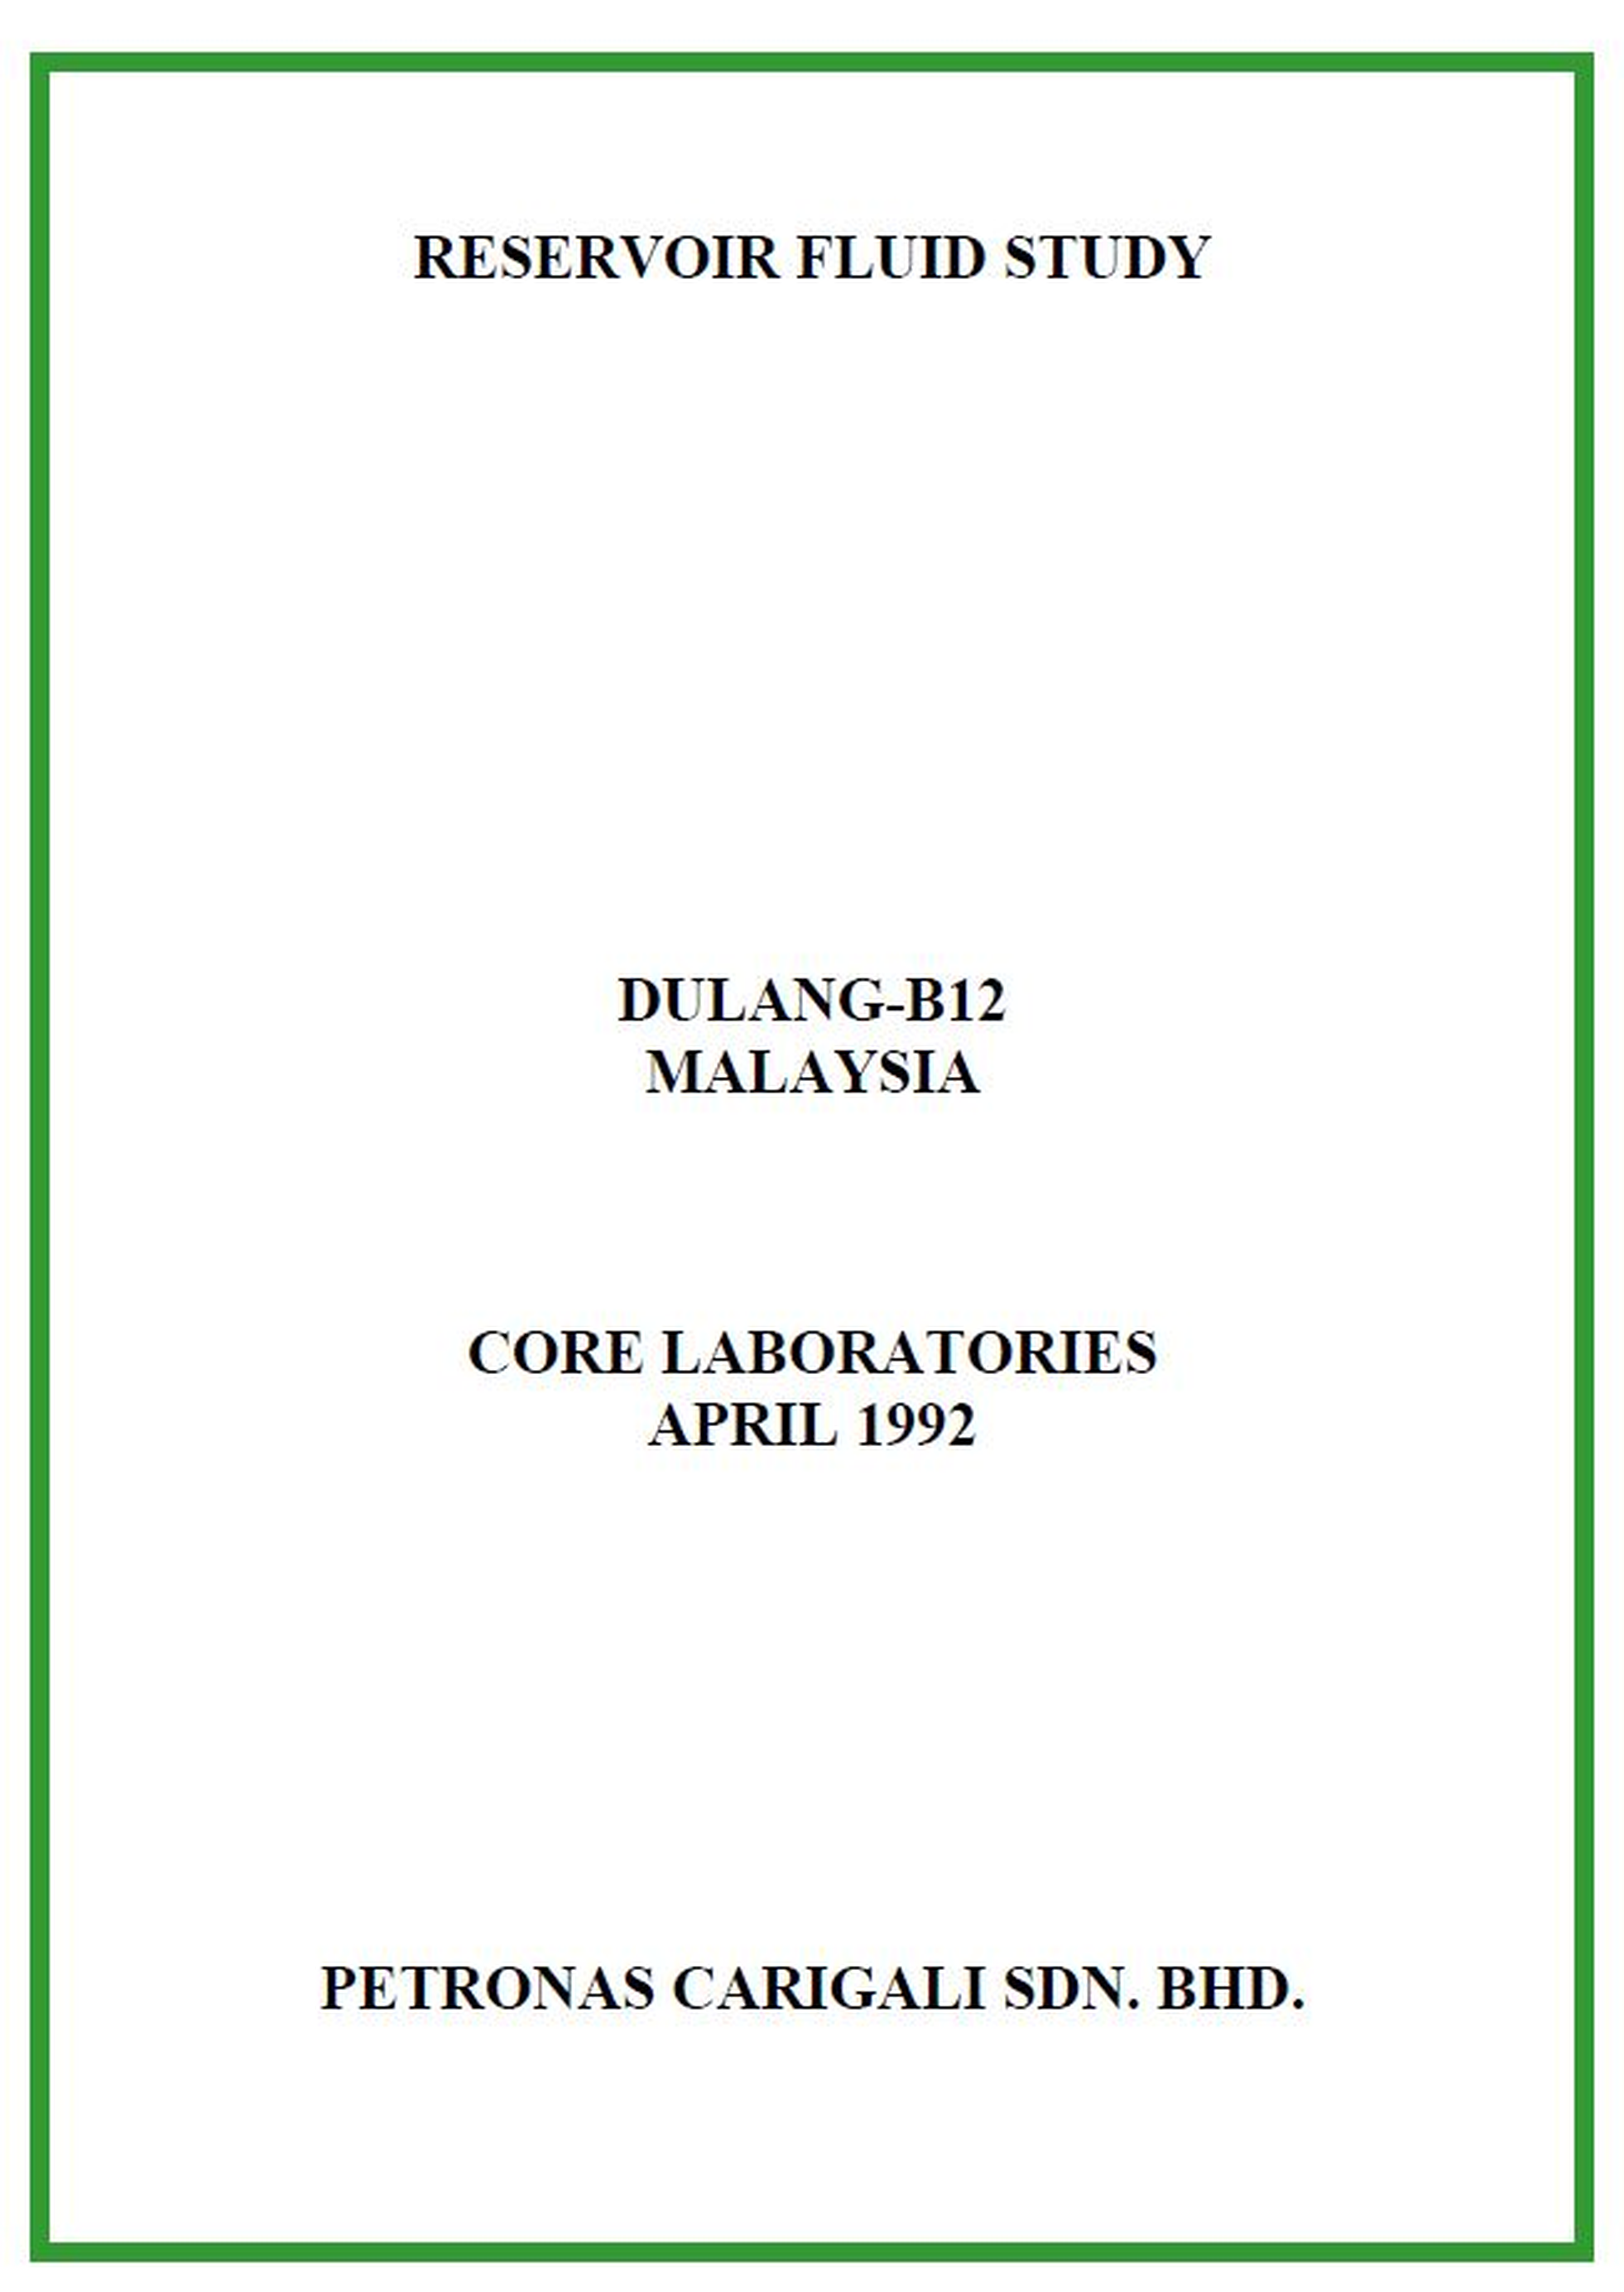 RESERVOIR FLUID STUDY
DULANG-B12
MALAYSIA
CORE LABORATORIES
APRIL 1992
PETRONAS CARIGALI SDN. BHD.